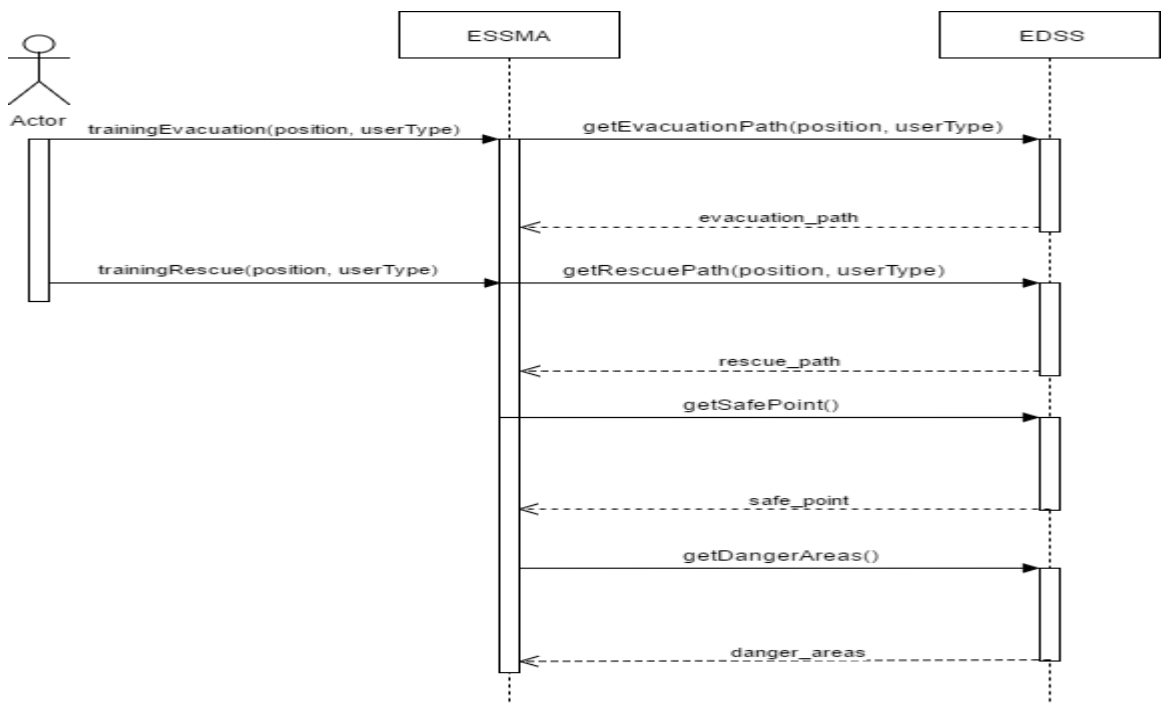 ESSMA
EDSS
Actor
trainingEvacuation(position, userType)
getEvacuationPath(position, userType)
evacuation_path
trainingRescue(position, userType)
getRescuePath(position, userType)
rescue_path
getSafePoint()
safe_point
getDangerAreas()
danger_areas